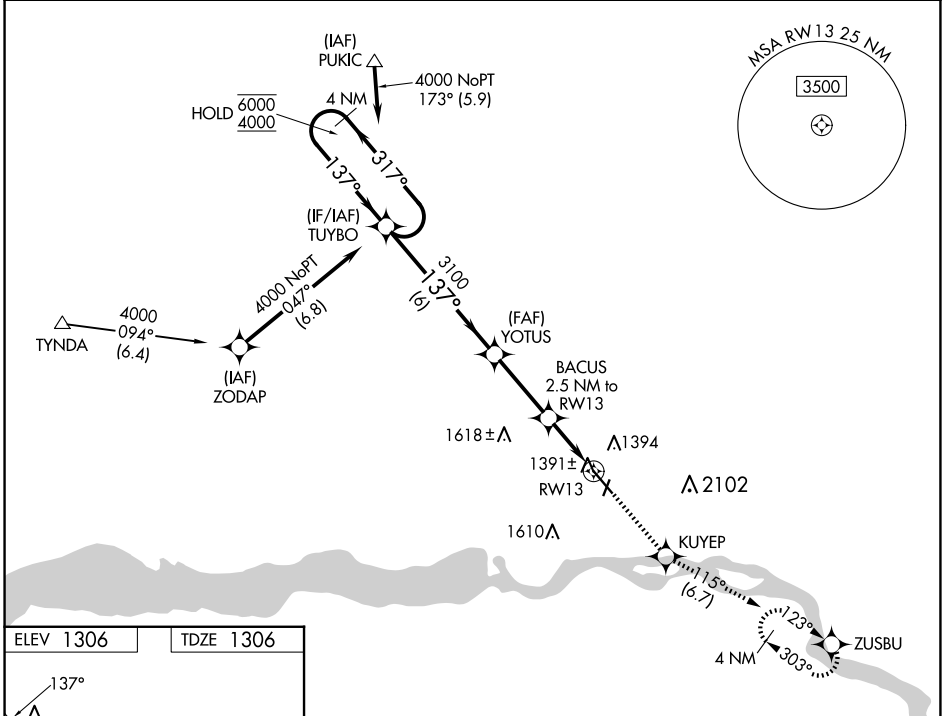 (IAF)
PUKIC
4000 NoPT
173° (5.9)
HOLD 6000
4000
4 NM
137°
317°
(IF/IAF)
TUYBO
MSA RW13 25 NM
3500
4000 NoPT
047°
(6.8)
3100
137°
(6)
4000
094°
(6.4)
TYNDA
(IAF)
ZODAP
(FAF)
YOTUS
BACUS
2.5 NM to
RW13
1618±
1394
1391±
RW13
2102
1610
KUYEP
115°
(6.7)
123°
303°
4 NM
ZUSBU
ELEV 1306
TDZE 1306
137°